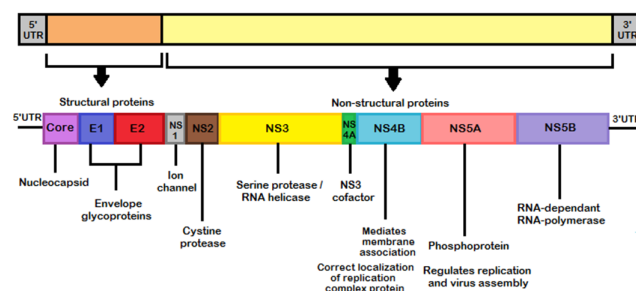 5'
UTR
3'
UTR
Structural proteins
Non-structural proteins
5'UTR
Core
E1
E2
NS
1
NS2
NS3
NS
4A
NS4B
NS5A
NS5B
3'UTR
Nucleocapsid
Envelope
glycoproteins
Ion
channel
Cystine
protease
Serine protease /
RNA helicase
NS3
cofactor
Mediates
membrane
association
Correct localization
of replication
complex protein
Phosphoprotein
Regulates replication
and virus assembly
RNA-dependant
RNA-polymerase